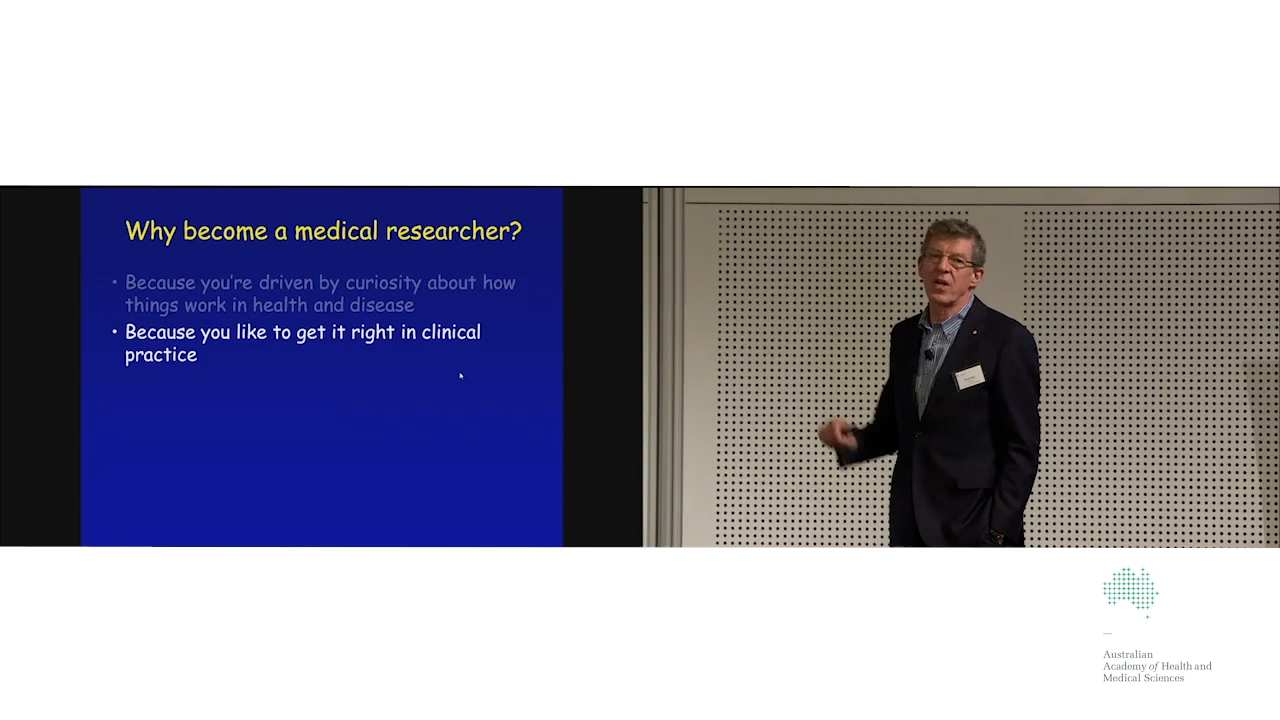 Why become a medical researcher?
• Because you're driven by curiosity about how
things work in health and disease
• Because you like to get it right in clinical
practice
Australian
Academy of Health and
Medical Sciences